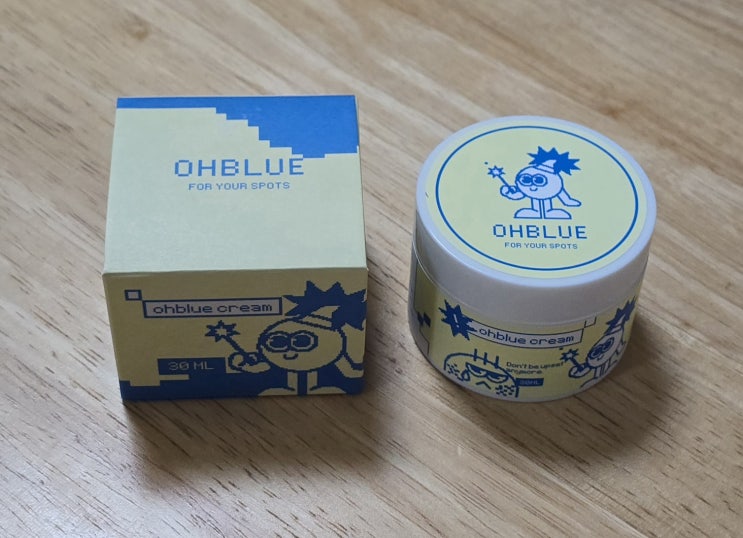 OHBLUE
FOR YOUR SPOTS
ohblue cream
30 ML
OHBLUE
FOR YOUR SPOTS
ohblue cream
Don't be upset
anymore.
30ML